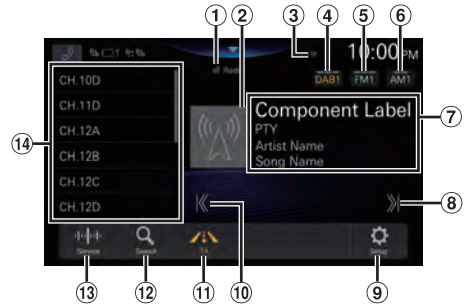 1 2 3 4 5 6
10:00 PM
Radio
DAB1 FM1 AM1
CH.10D
CH.11D
CH.12A
CH.12B
CH.12C
CH.12D
Component Label
PTY
Artist Name
Song Name
7
14
8
Service
Search
TA
Setup
13 12 11 10 9